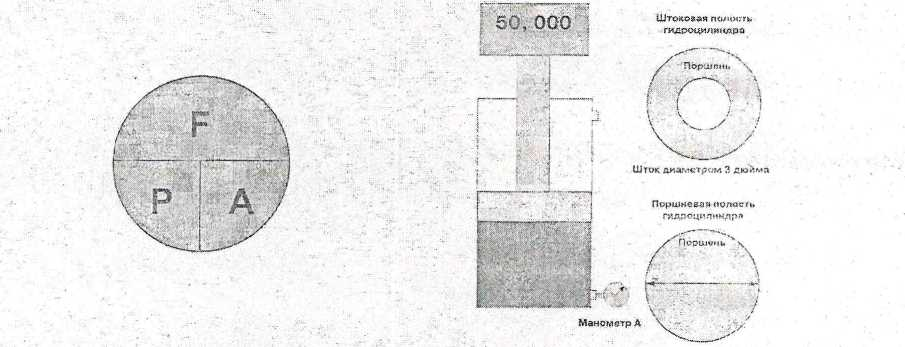 F
P A
50,000
Штоковая полость
гидроцилиндра
Поршень
Шток диаметром 3 дюйма
Поршневая полость
гидроцилиндра
Поршень
Манометр А